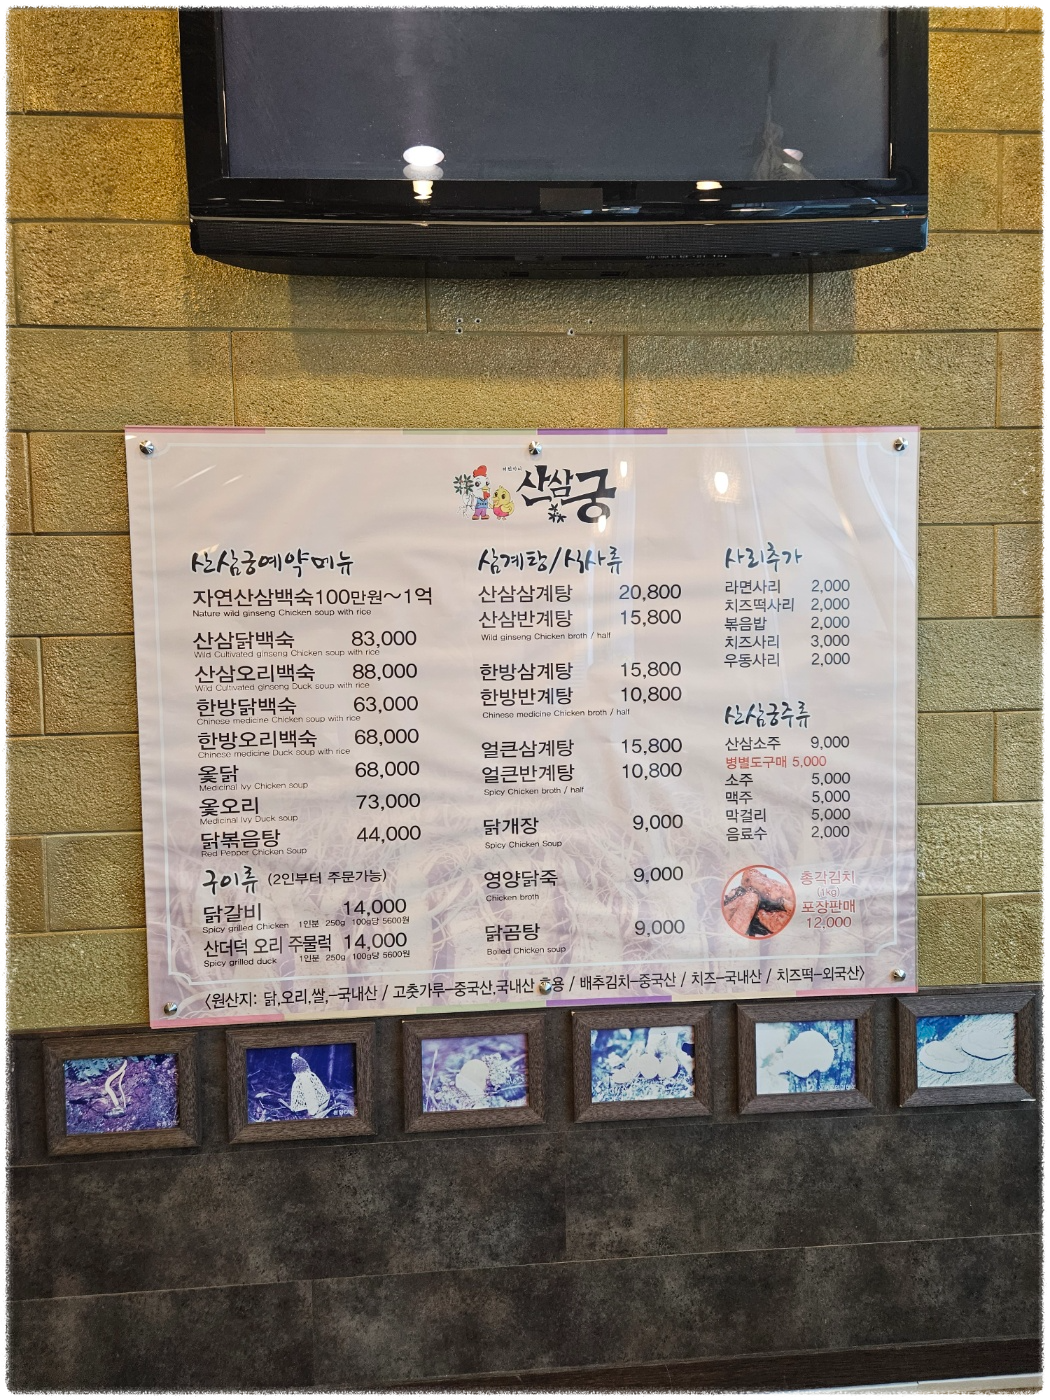 산삼궁
산삼궁예약메뉴
자연산삼백숙100만원~1억
Nature wild ginseng Chicken soup with rice
산삼닭백숙 83,000
Wild Cultivated ginseng Chicken soup with rice
산삼오리백숙 88,000
Wild Cultivated ginseng Duck soup with rice
한방닭백숙 63,000
Chinese medicine Chicken soup with rice
한방오리백숙 68,000
Chinese medicine Duck soup with rice
옻닭 68,000
Medicinal Ivy Chicken soup
옻오리 73,000
Medicinal Ivy Duck soup
닭볶음탕 44,000
Red Pepper Chicken Soup
구이류 (2인부터 주문가능)
닭갈비 14,000
Spicy grilled Chicken 1인분 250g 100g당 5600원
산더덕 오리 주물럭 14,000
Spicy grilled duck 1인분 250g 100g당 5600원
삼계탕/식사류
산삼삼계탕 20,800
산삼반계탕 15,800
Wild ginseng Chicken broth / half
한방삼계탕 15,800
한방반계탕 10,800
Chinese medicine Chicken broth / half
얼큰삼계탕 15,800
얼큰반계탕 10,800
Spicy Chicken broth / half
닭개장 9,000
Spicy Chicken Soup
영양닭죽 9,000
Chicken broth
닭곰탕 9,000
Boiled Chicken soup
사리추가
라면사리 2,000
치즈떡사리 2,000
볶음밥 2,000
치즈사리 3,000
우동사리 2,000
산삼궁주류
산삼소주 9,000
병별도구매 5,000
소주 5,000
맥주 5,000
막걸리 5,000
음료수 2,000
총각김치
(1kg)
포장판매
12,000
〈원산지: 닭,오리,쌀,-국내산 / 고춧가루-중국산,국내산 혼용 / 배추김치-중국산 / 치즈-국내산 / 치즈떡-외국산〉